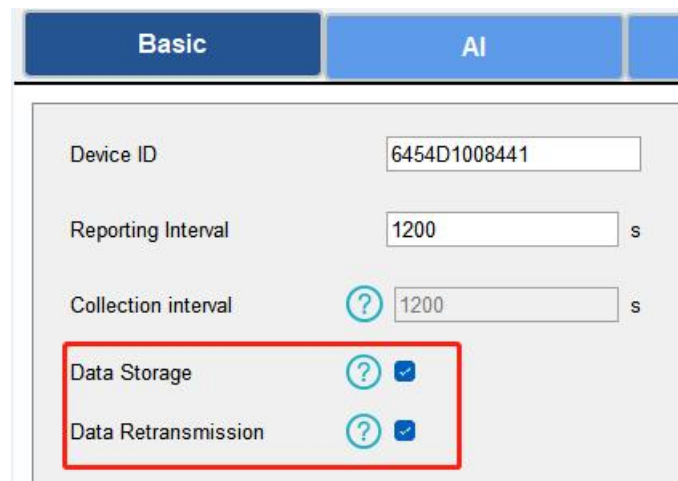 Basic AI
Device ID 6454D1008441
Reporting Interval 1200 s
Collection interval ? 1200 s
Data Storage ?
Data Retransmission ?